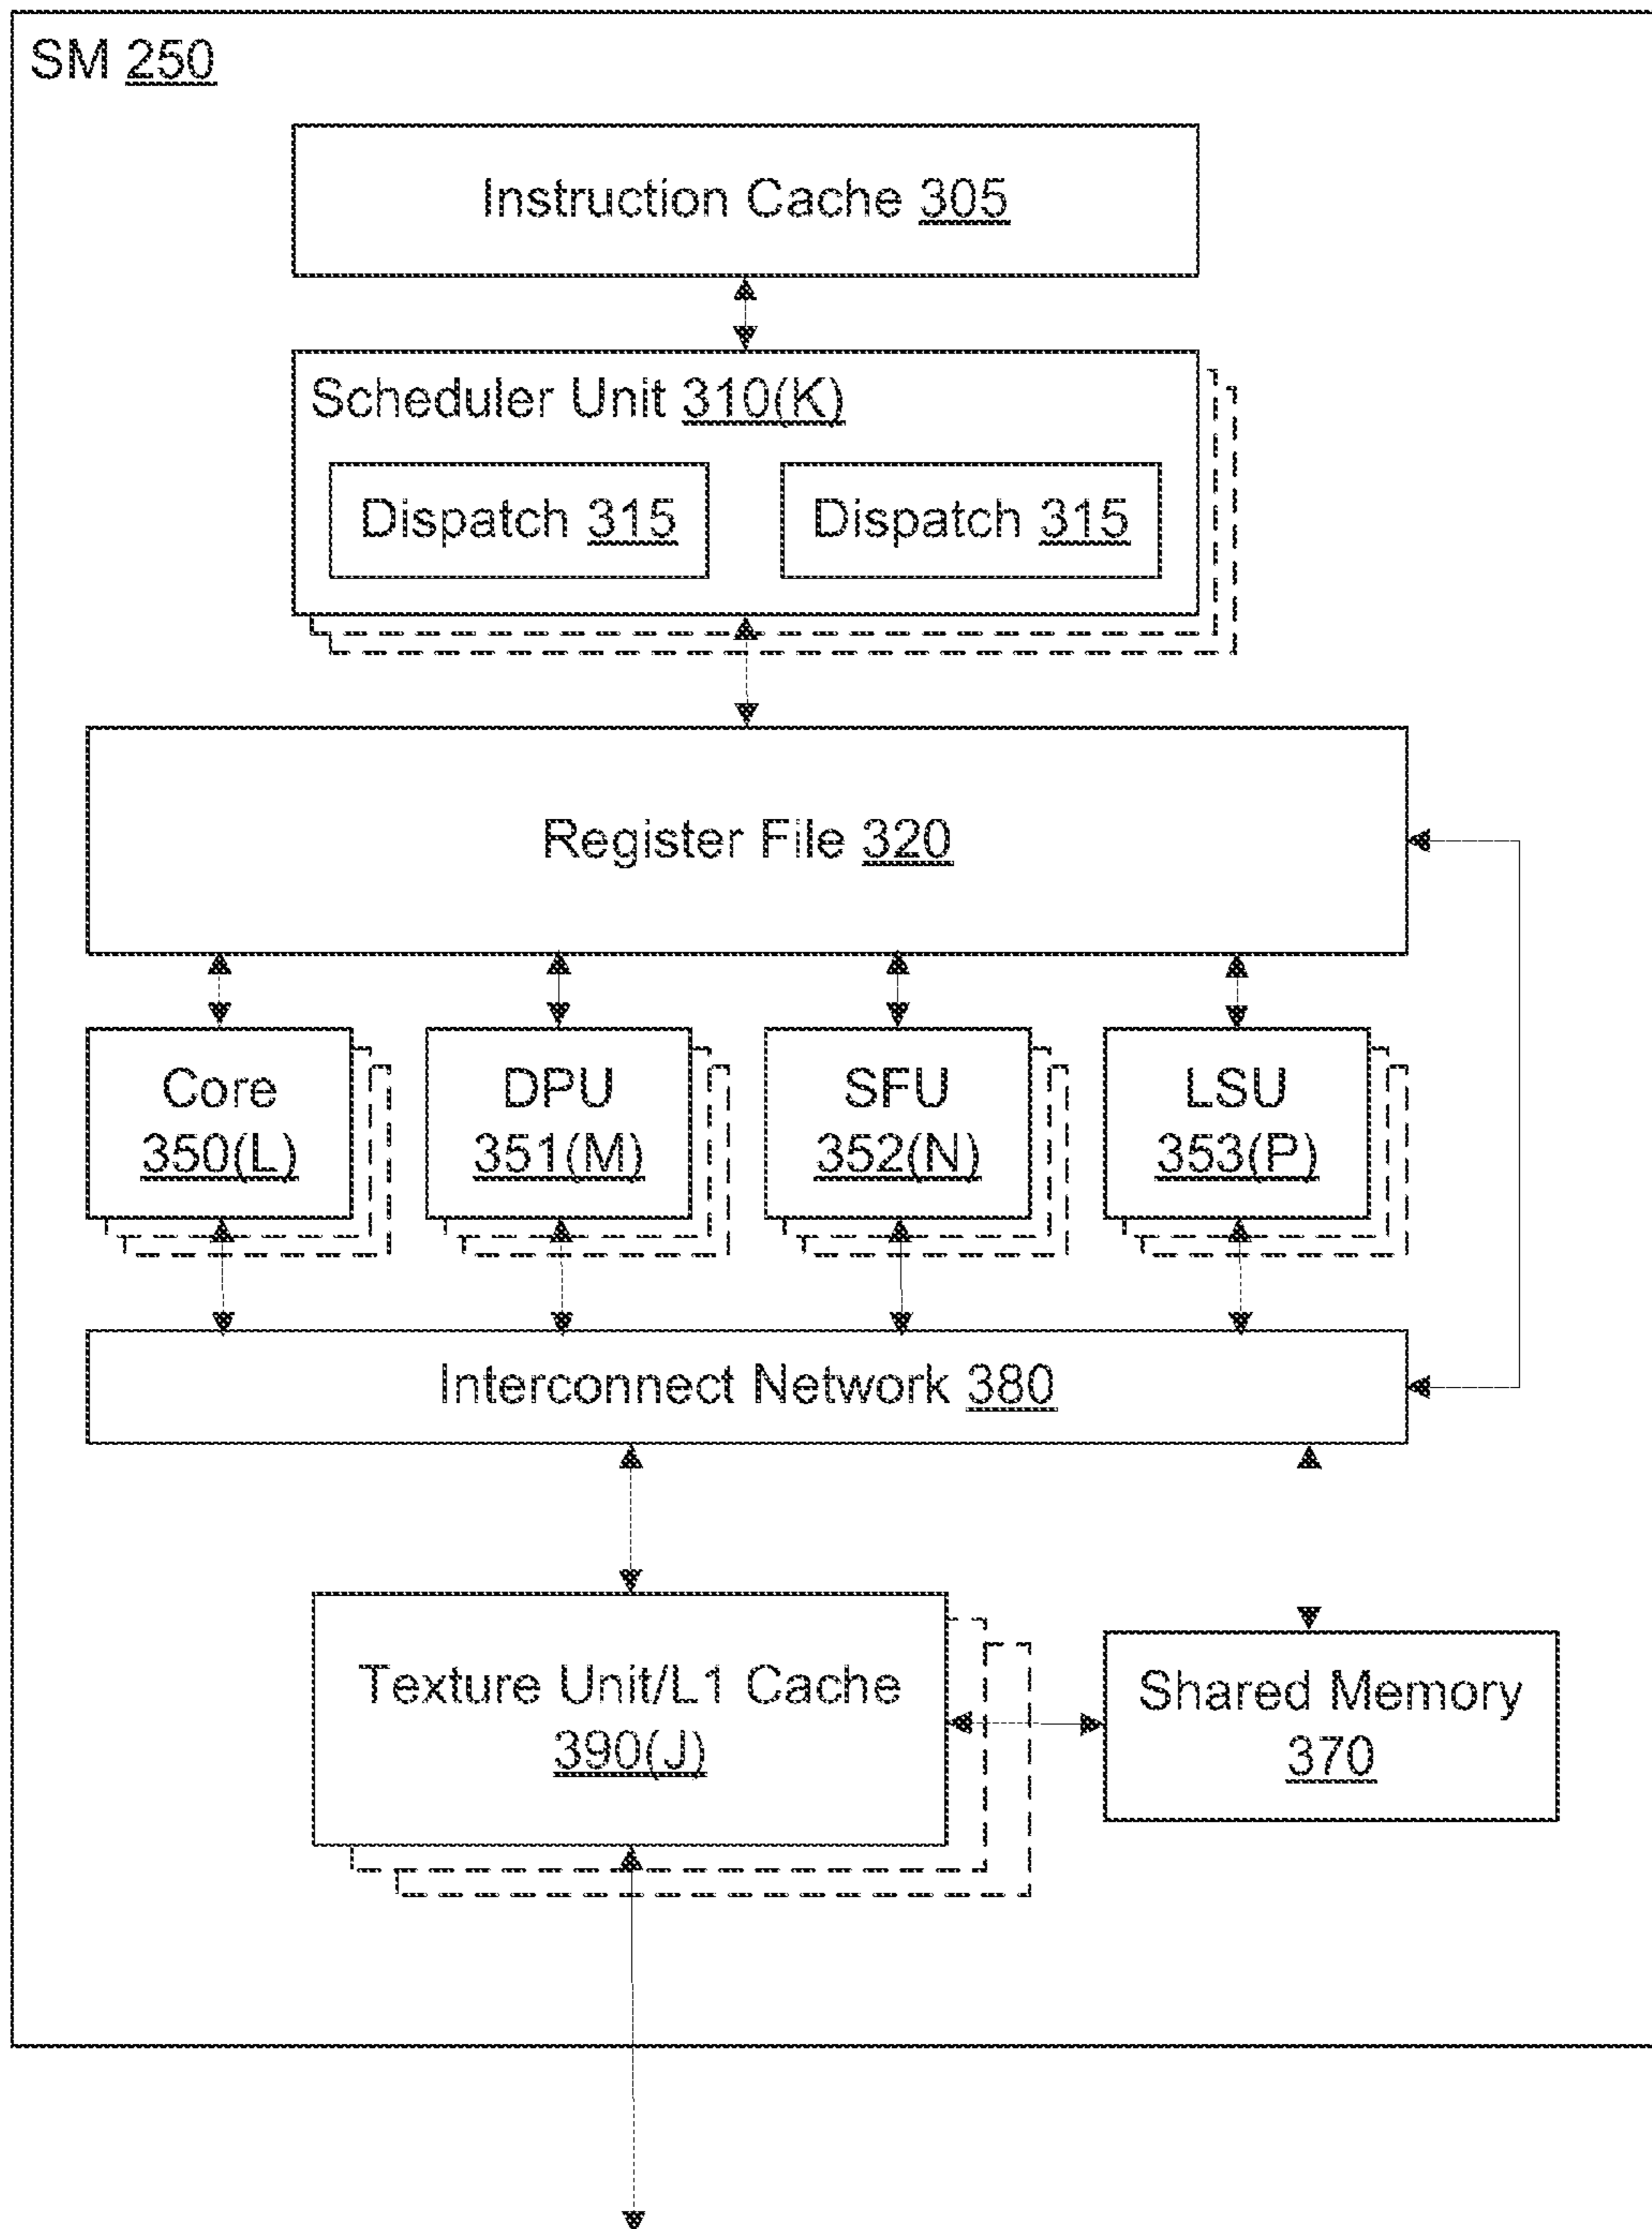 SM 250
Instruction Cache 305
Scheduler Unit 310(K)
Dispatch 315
Dispatch 315
Register File 320
Core
350(L)
DPU
351(M)
SFU
352(N)
LSU
353(P)
Interconnect Network 380
Texture Unit/L1 Cache
390(J)
Shared Memory
370